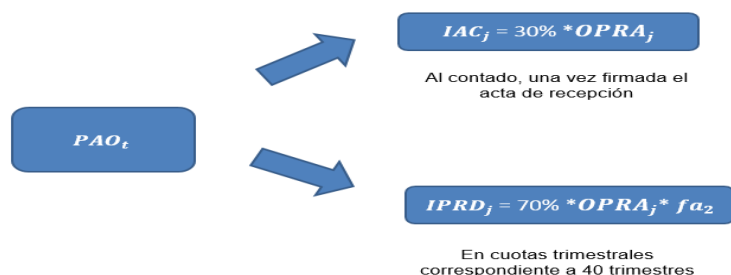 IAC_j = 30% *OPRA_j
Al contado, una vez firmada el
acta de recepción
PAO_t
IPRD_j = 70% *OPRA_j* fa_2
En cuotas trimestrales
correspondiente a 40 trimestres